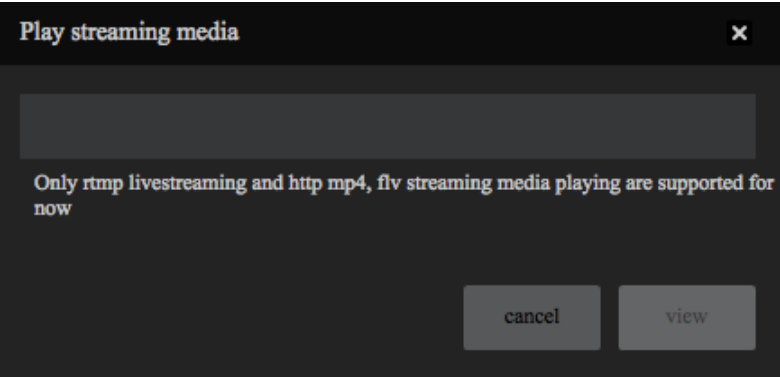 Play streaming media
Only rtmp livestreaming and http mp4, flv streaming media playing are supported for
now
cancel view